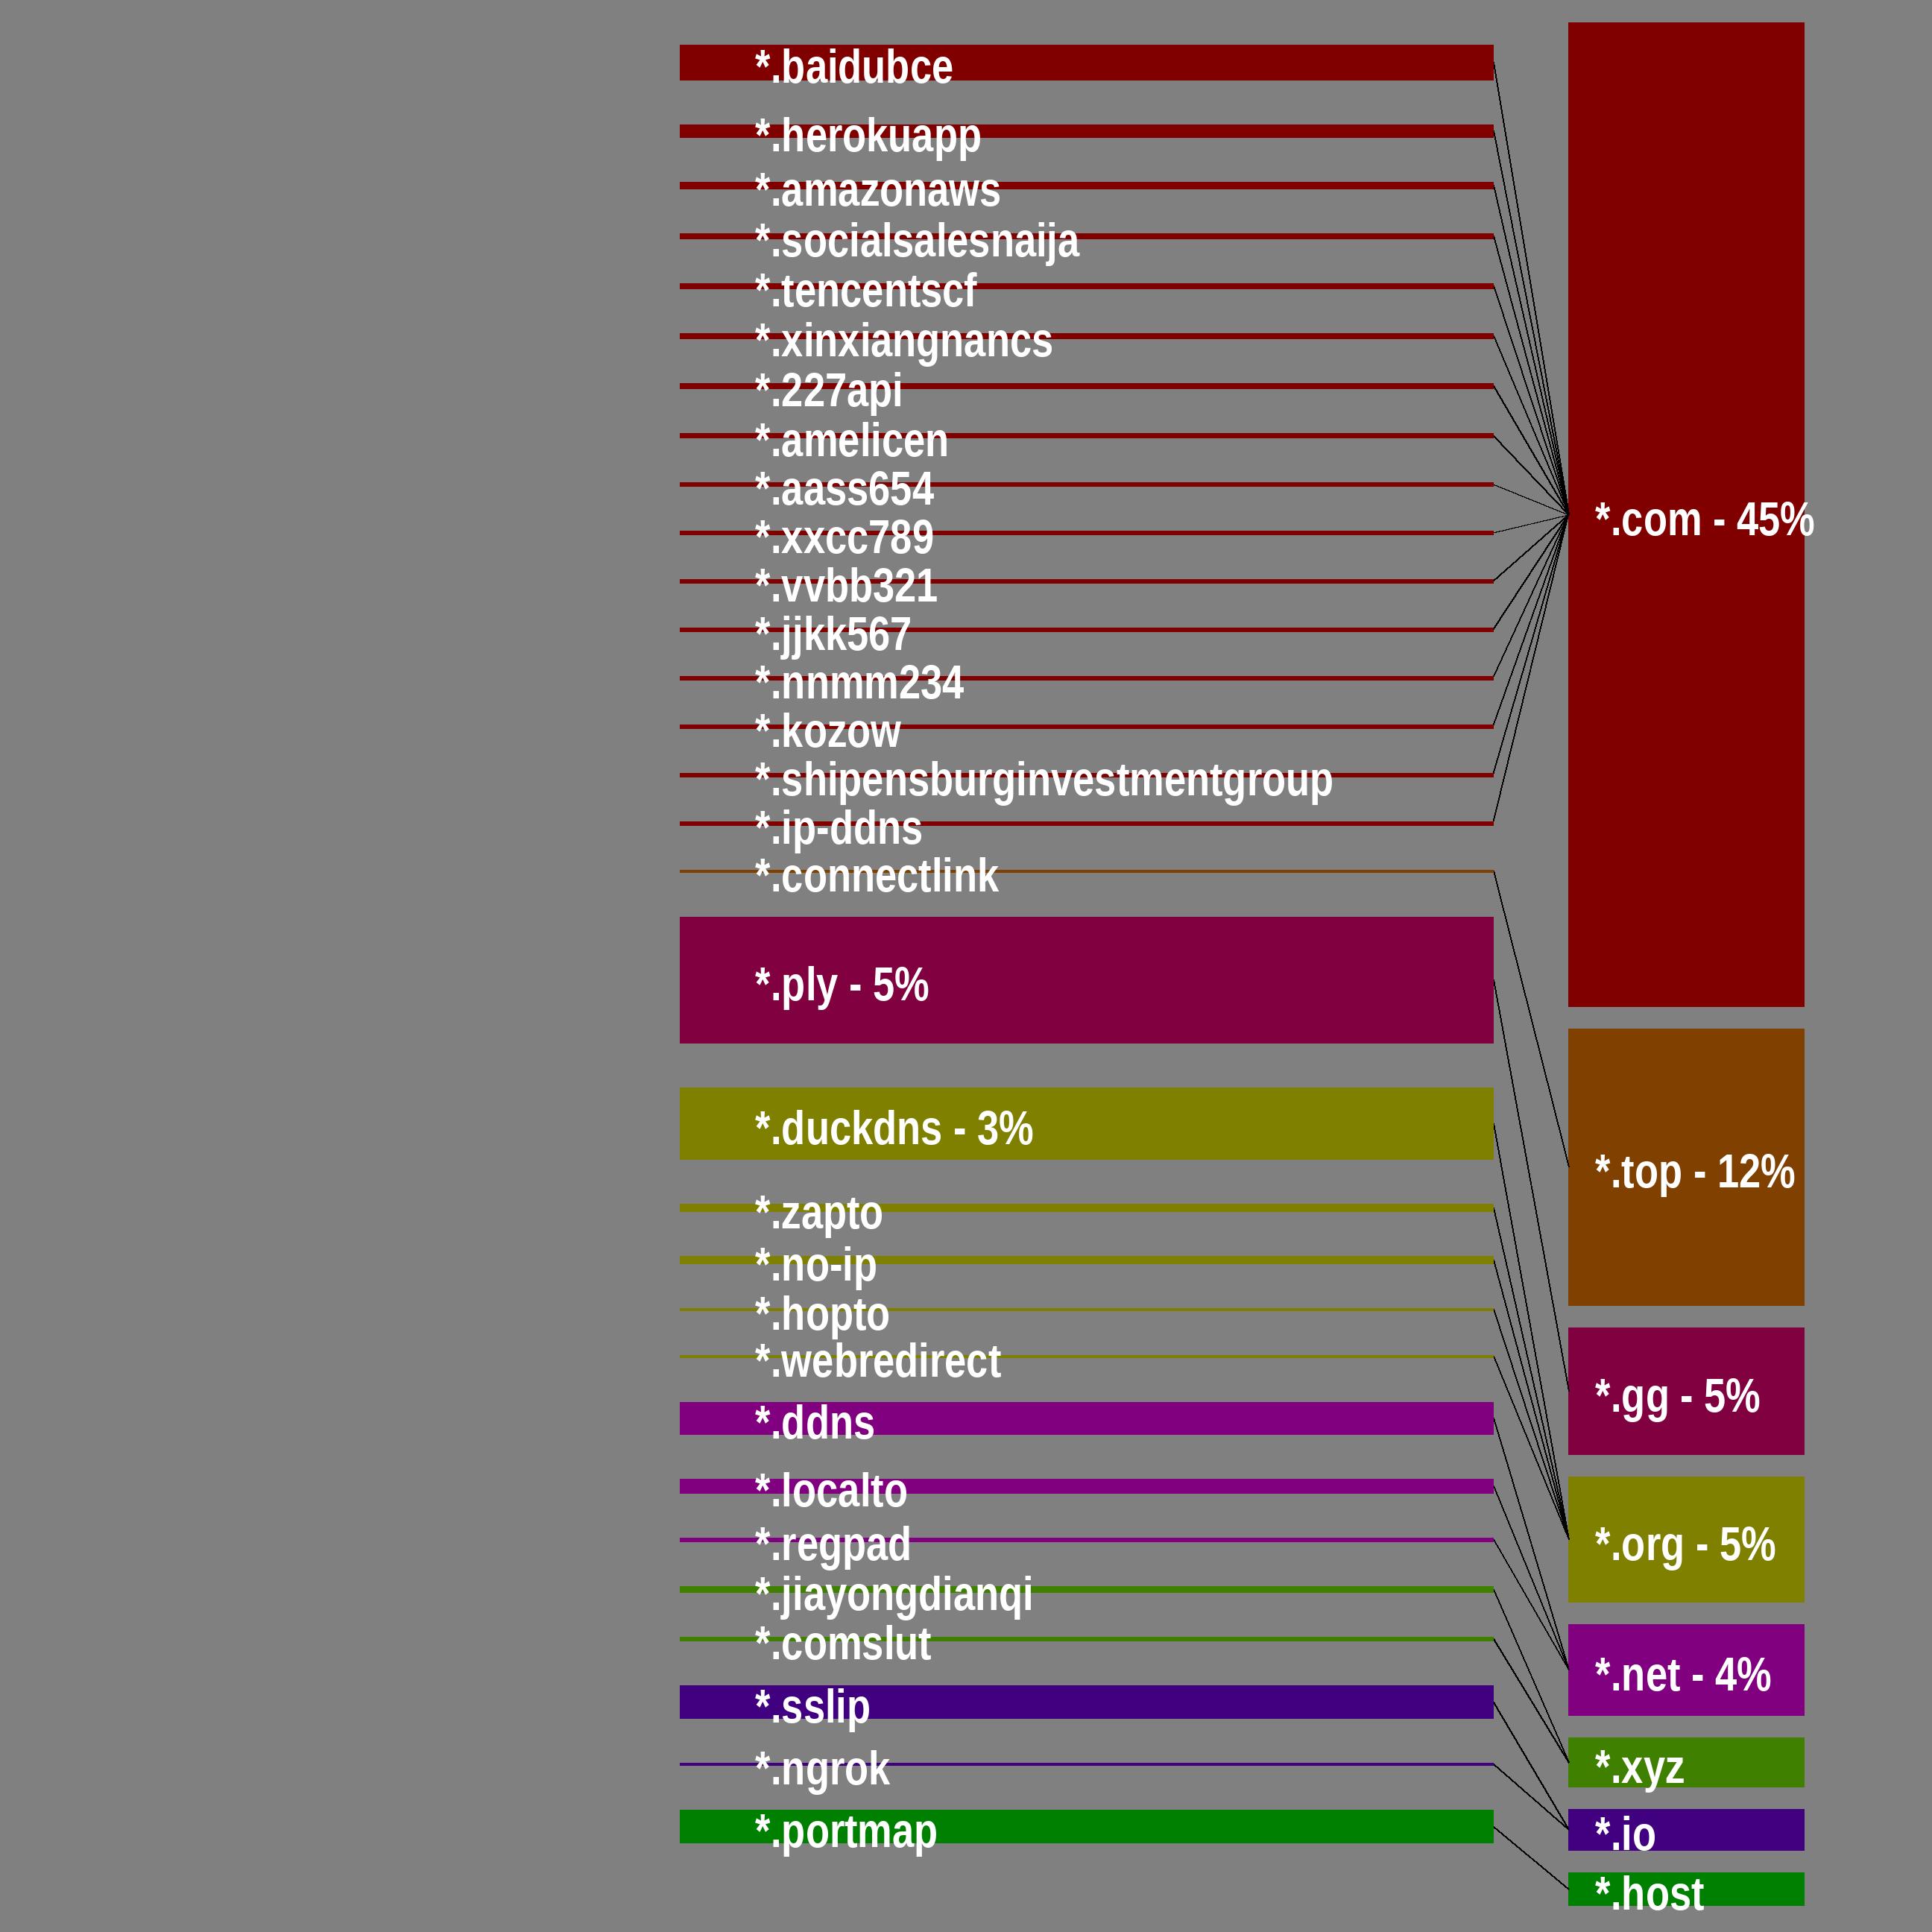 *.baidubce
*.herokuapp
*.amazonaws
*.socialsalesnaija
*.tencentscf
*.xinxiangnancs
*.227api
*.amelicen
*.aass654
*.xxcc789
*.vvbb321
*.jjkk567
*.nnmm234
*.kozow
*.shipensburginvestmentgroup
*.ip-ddns
*.connectlink
*.ply - 5%
*.duckdns - 3%
*.zapto
*.no-ip
*.hopto
*.webredirect
*.ddns
*.localto
*.regpad
*.jiayongdianqi
*.comslut
*.sslip
*.ngrok
*.portmap
*.com - 45%
*.top - 12%
*.gg - 5%
*.org - 5%
*.net - 4%
*.xyz
*.io
*.host